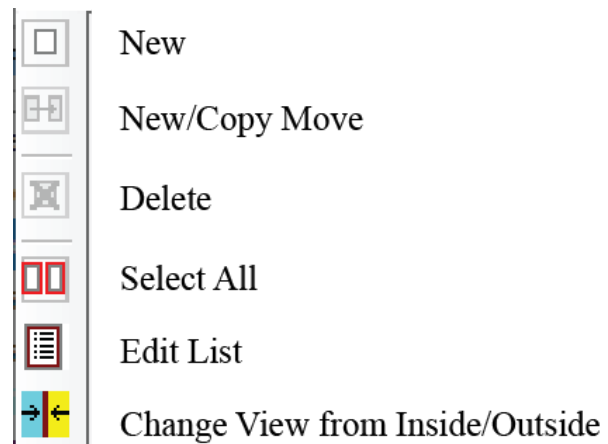 New
New/Copy Move
Delete
Select All
Edit List
Change View from Inside/Outside